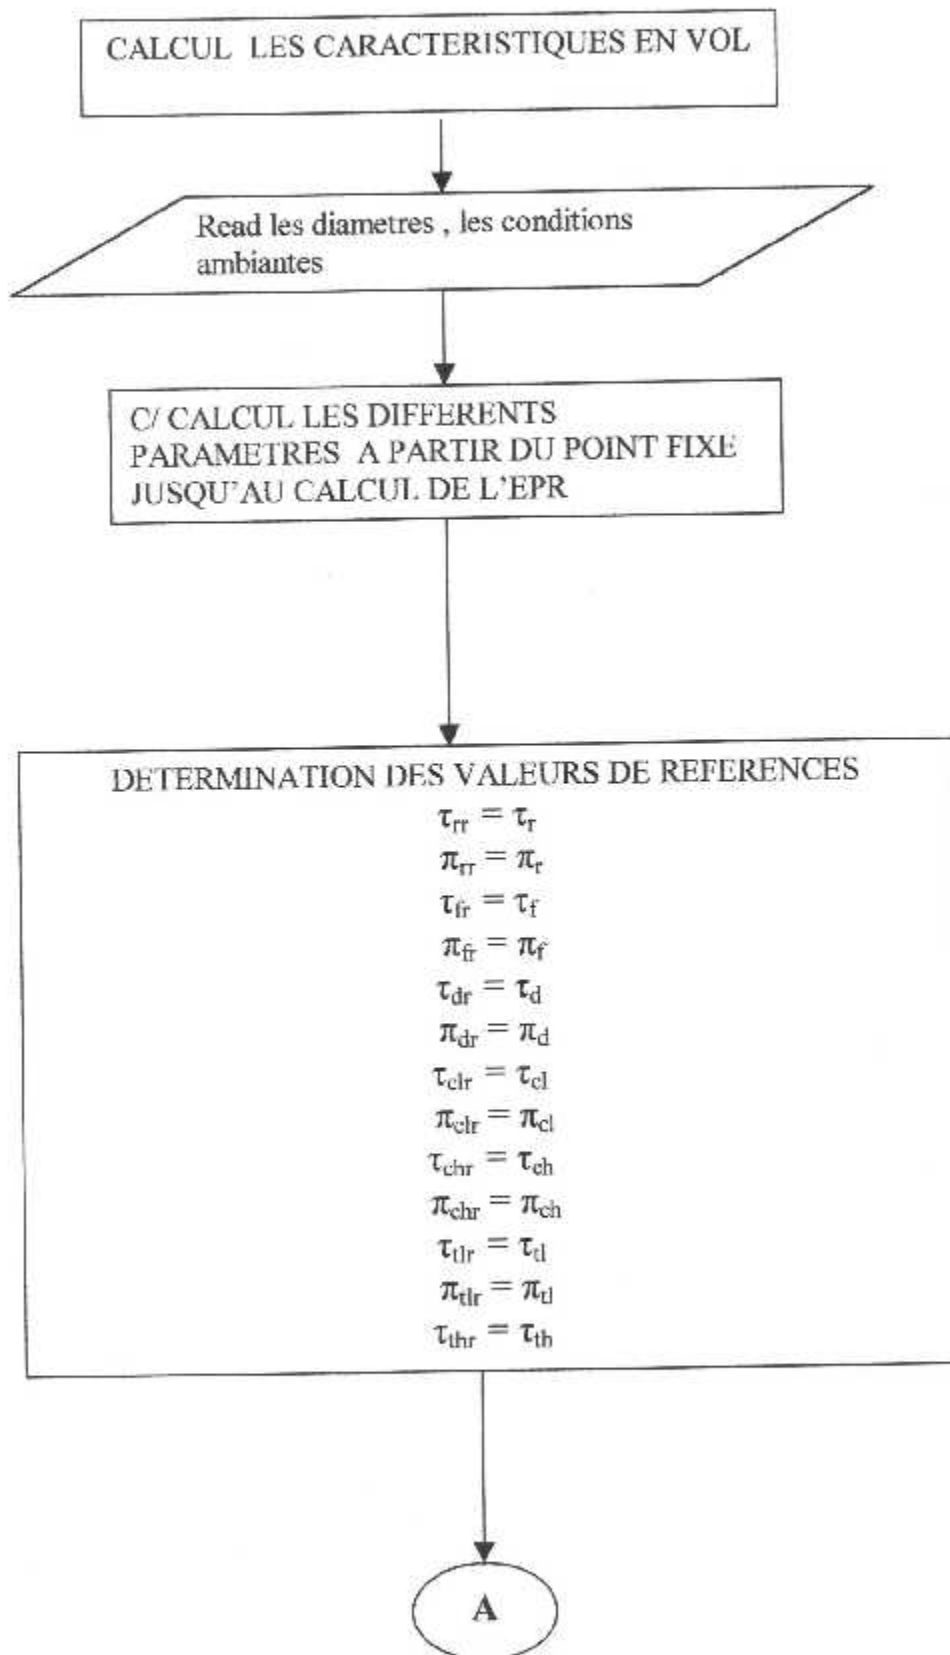 CALCUL LES CARACTERISTIQUES EN VOL
Read les diametres , les conditions
ambiantes
C/ CALCUL LES DIFFERENTS
PARAMETRES A PARTIR DU POINT FIXE
JUSQU'AU CALCUL DE L'EPR
DETERMINATION DES VALEURS DE REFERENCES
τrr = τr
πrr = πr
τfr = τf
πfr = πf
τdr = τd
πdr = πd
τclr = τcl
πclr = πcl
τchr = τch
πchr = πch
τtlr = τtl
πtlr = πtl
τthr = τth
A